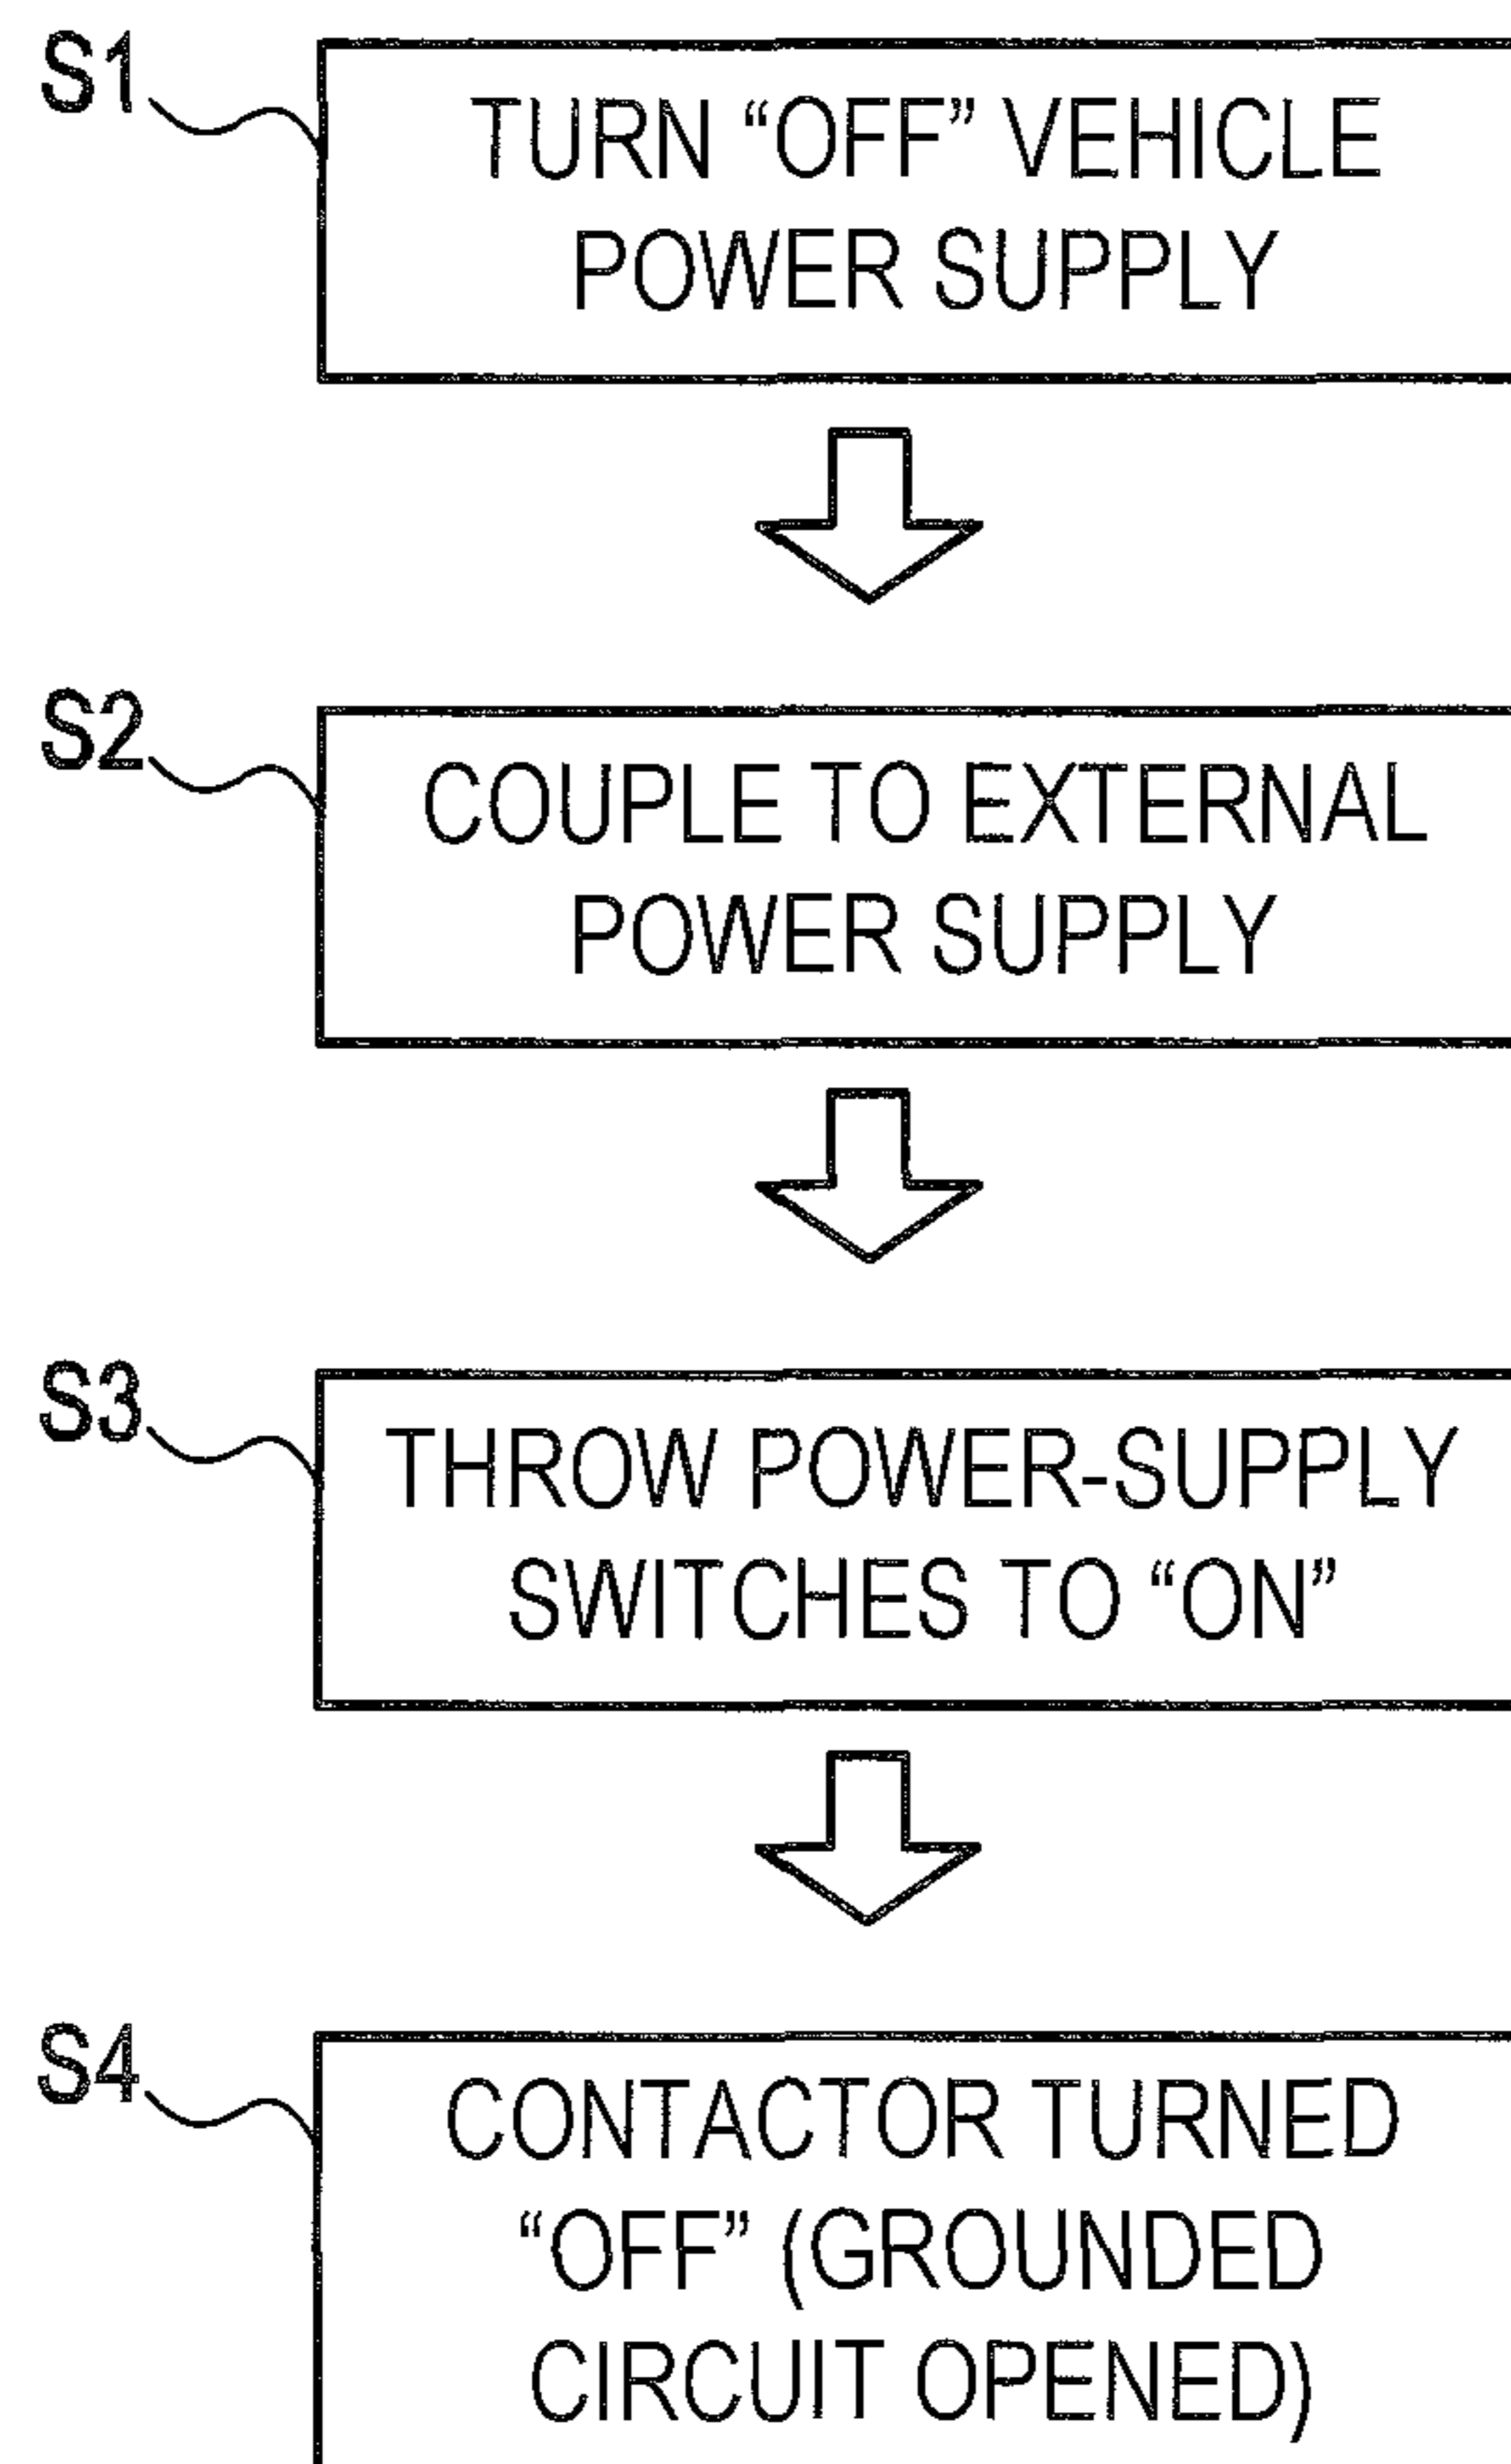 S1
TURN “OFF” VEHICLE
POWER SUPPLY
S2
COUPLE TO EXTERNAL
POWER SUPPLY
S3
THROW POWER-SUPPLY
SWITCHES TO “ON”
S4
CONTACTOR TURNED
“OFF” (GROUNDED
CIRCUIT OPENED)